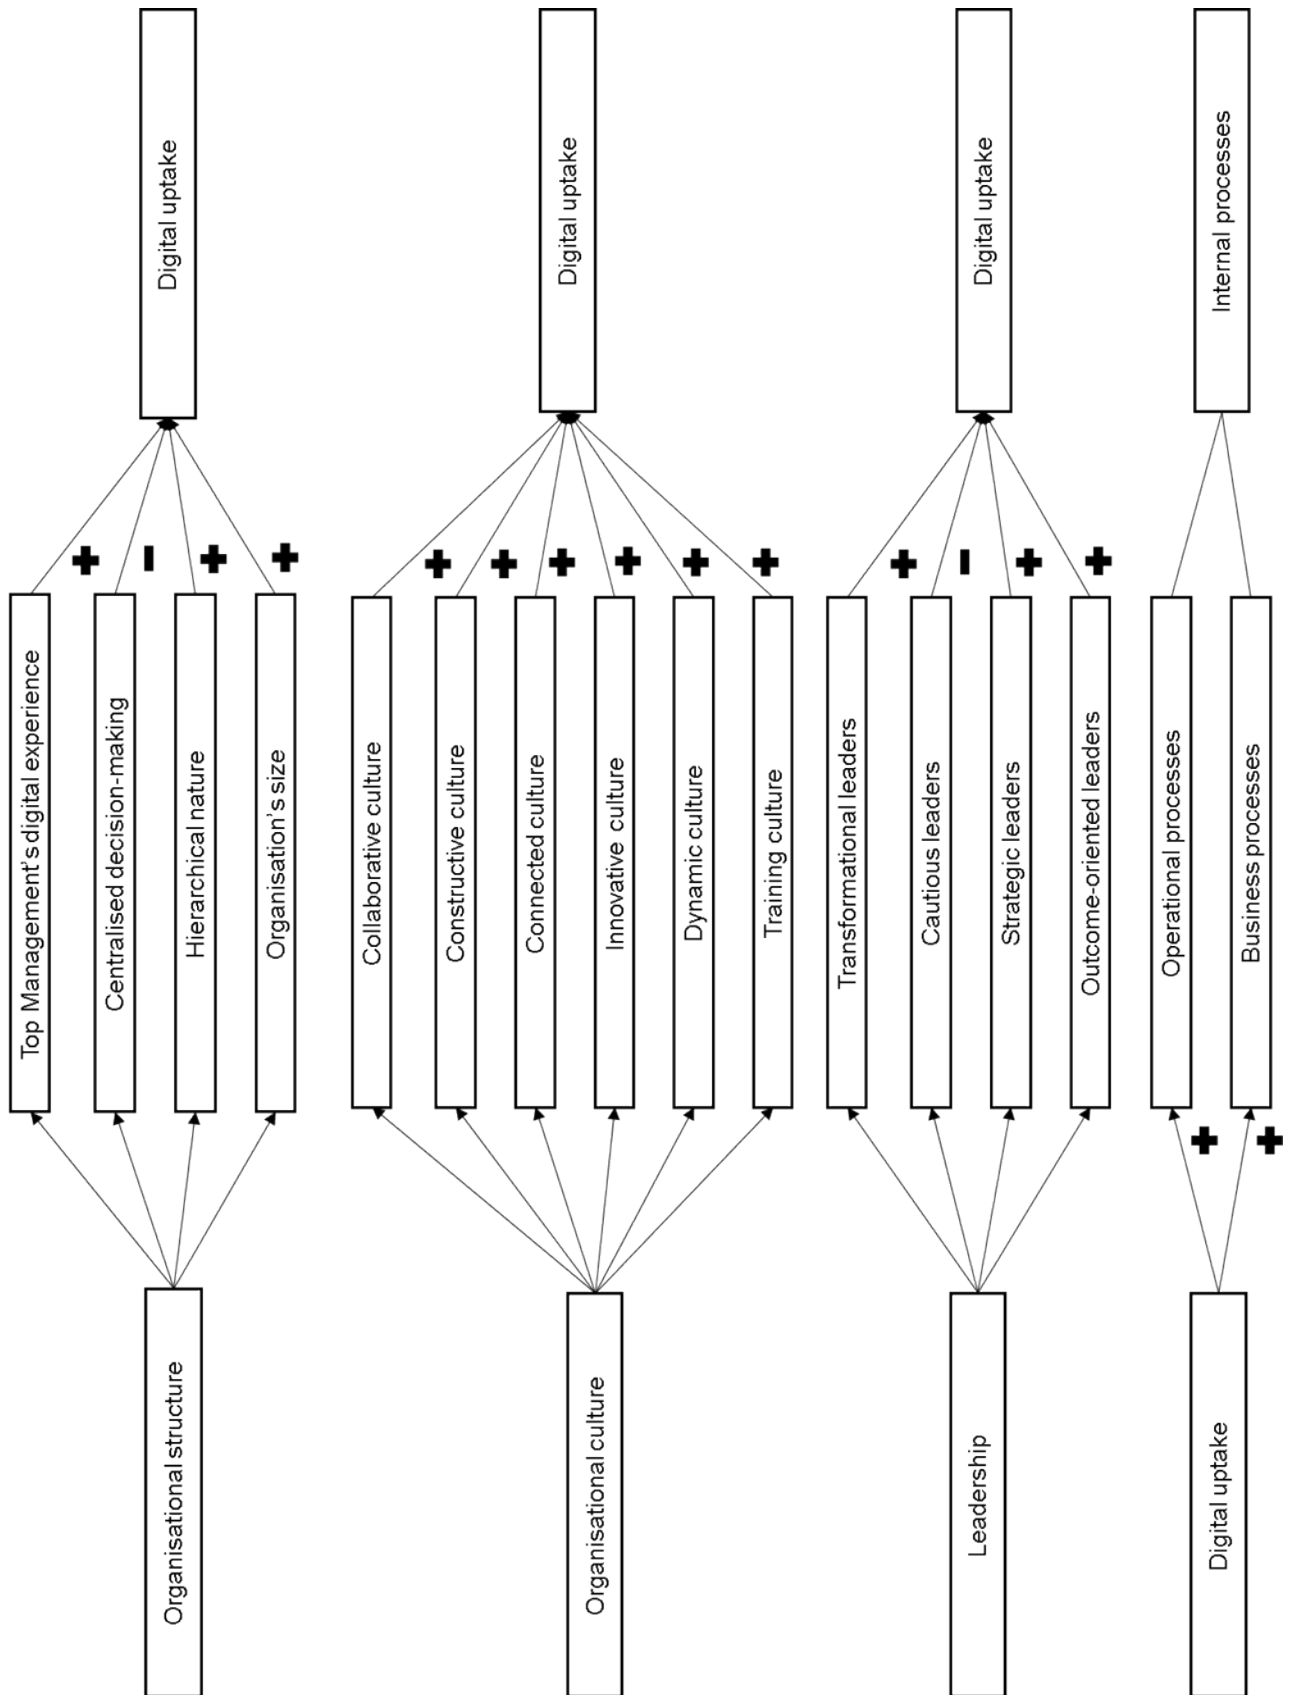 Organisational structure
Top Management's digital experience
Centralised decision-making
Hierarchical nature
Organisation's size
+
-
+
+
Digital uptake
Organisational culture
Collaborative culture
Constructive culture
Connected culture
Innovative culture
Dynamic culture
Training culture
+
+
+
+
+
+
Digital uptake
Leadership
Transformational leaders
Cautious leaders
Strategic leaders
Outcome-oriented leaders
+
-
+
+
Digital uptake
Digital uptake
+
+
Operational processes
Business processes
Internal processes